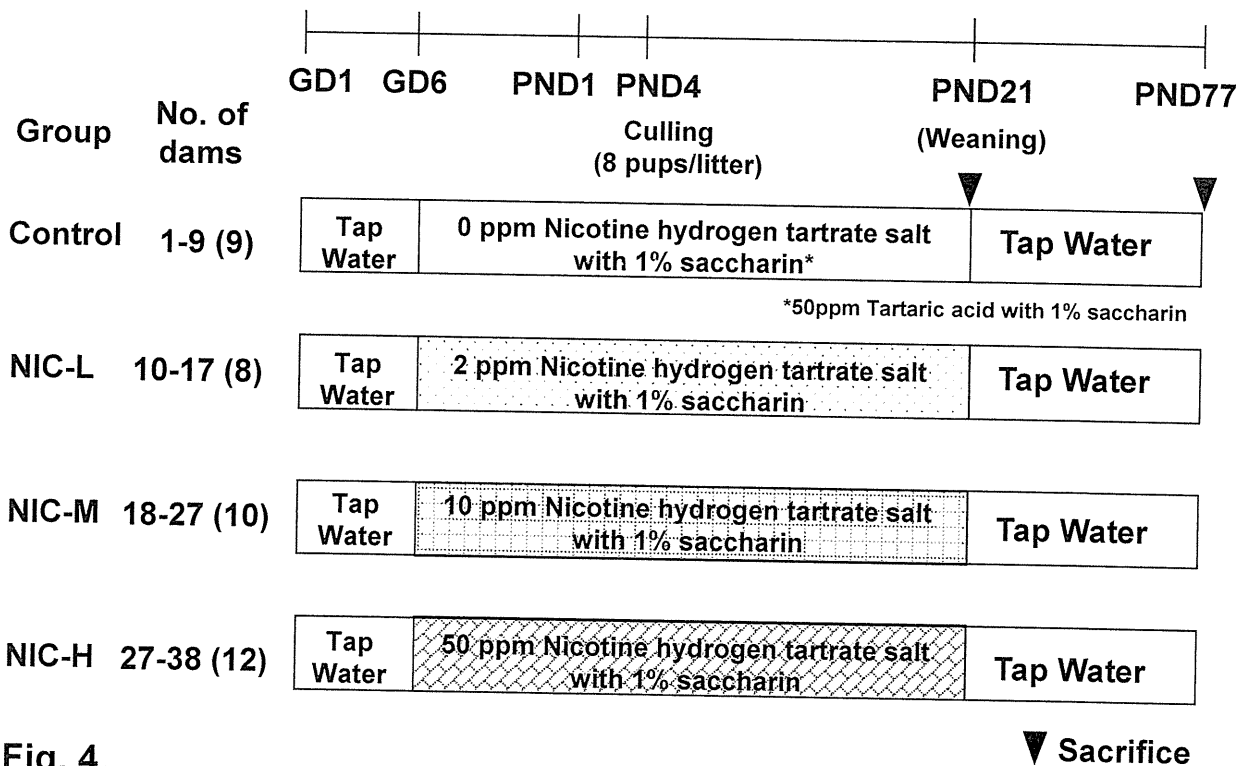 GD1 GD6 PND1 PND4 PND21 PND77
Culling
(8 pups/litter)
(Weaning)
Group
No. of
dams
Control 1-9 (9)
Tap
Water
0 ppm Nicotine hydrogen tartrate salt
with 1% saccharin*
Tap Water
*50ppm Tartaric acid with 1% saccharin
NIC-L 10-17 (8)
Tap
Water
2 ppm Nicotine hydrogen tartrate salt
with 1% saccharin
Tap Water
NIC-M 18-27 (10)
Tap
Water
10 ppm Nicotine hydrogen tartrate salt
with 1% saccharin
Tap Water
NIC-H 27-38 (12)
Tap
Water
50 ppm Nicotine hydrogen tartrate salt
with 1% saccharin
Tap Water
Fig. 4
Sacrifice